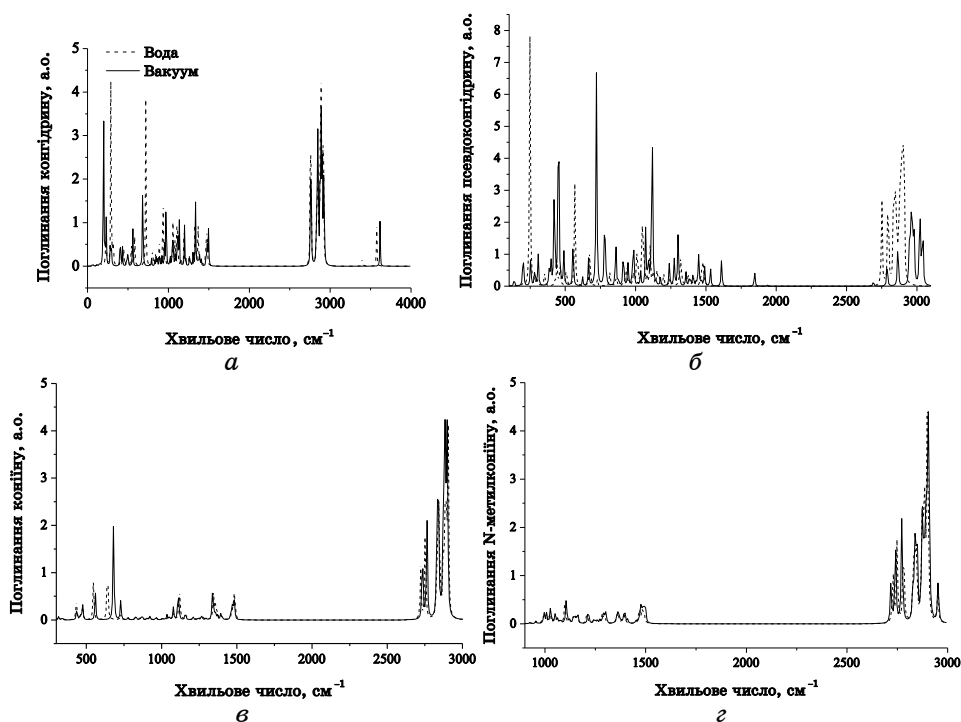 Поглинання конгідрину, а.о.
5
4
3
2
1
0
Вода
Вакуум
0 1000 2000 3000 4000
Хвильове число, см⁻¹
а
Поглинання псевдоконгідрину, а.о.
8
7
6
5
4
3
2
1
0
500 1000 1500 2000 2500 3000
Хвильове число, см⁻¹
б
Поглинання коніїну, а.о.
5
4
3
2
1
0
500 1000 1500 2000 2500 3000
Хвильове число, см⁻¹
в
Поглинання N-метилконіїну, а.о.
5
4
3
2
1
0
1000 1500 2000 2500 3000
Хвильове число, см⁻¹
г